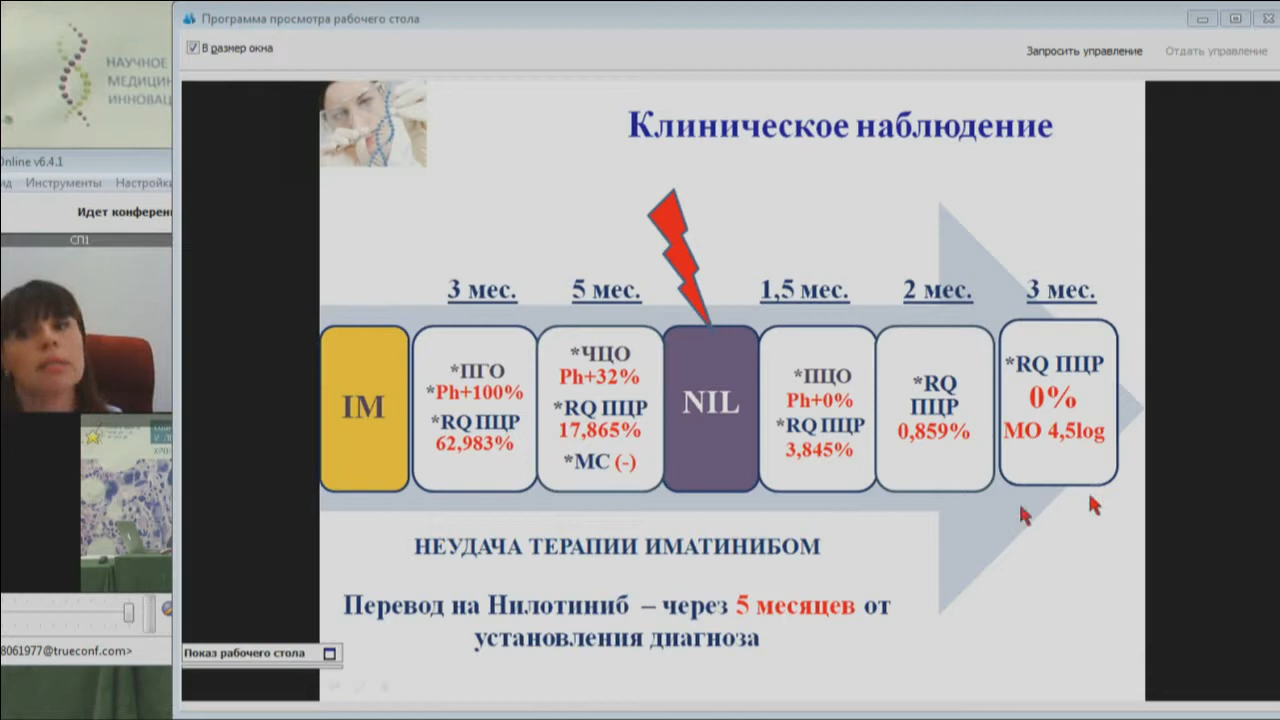 Программа просмотра рабочего стола
В размер окна
Запросить управление
Отдать управление
НАУЧНОЕ
Online v6.4.1
Инструменты
Идет
СП1
Клиническое наблюдение
3 мес.
5 мес.
1,5 мес.
2 мес.
3 мес.
IM
*ПГО
*Ph+100%
*RQ ПЦР
62,983%
*ЧЦО
Ph+32%
*RQ ПЦР
17,865%
*МС (-)
NIL
*ПЦО
Ph+0%
*RQ ПЦР
3,845%
*RQ
ПЦР
0,859%
*RQ ПЦР
0%
МО 4,5log
НЕУДАЧА ТЕРАПИИ ИМАТИНИБОМ
Перевод на Нилотиниб – через 5 месяцев от
установления диагноза
8061977@trueconf.com>
Показ рабочего стола